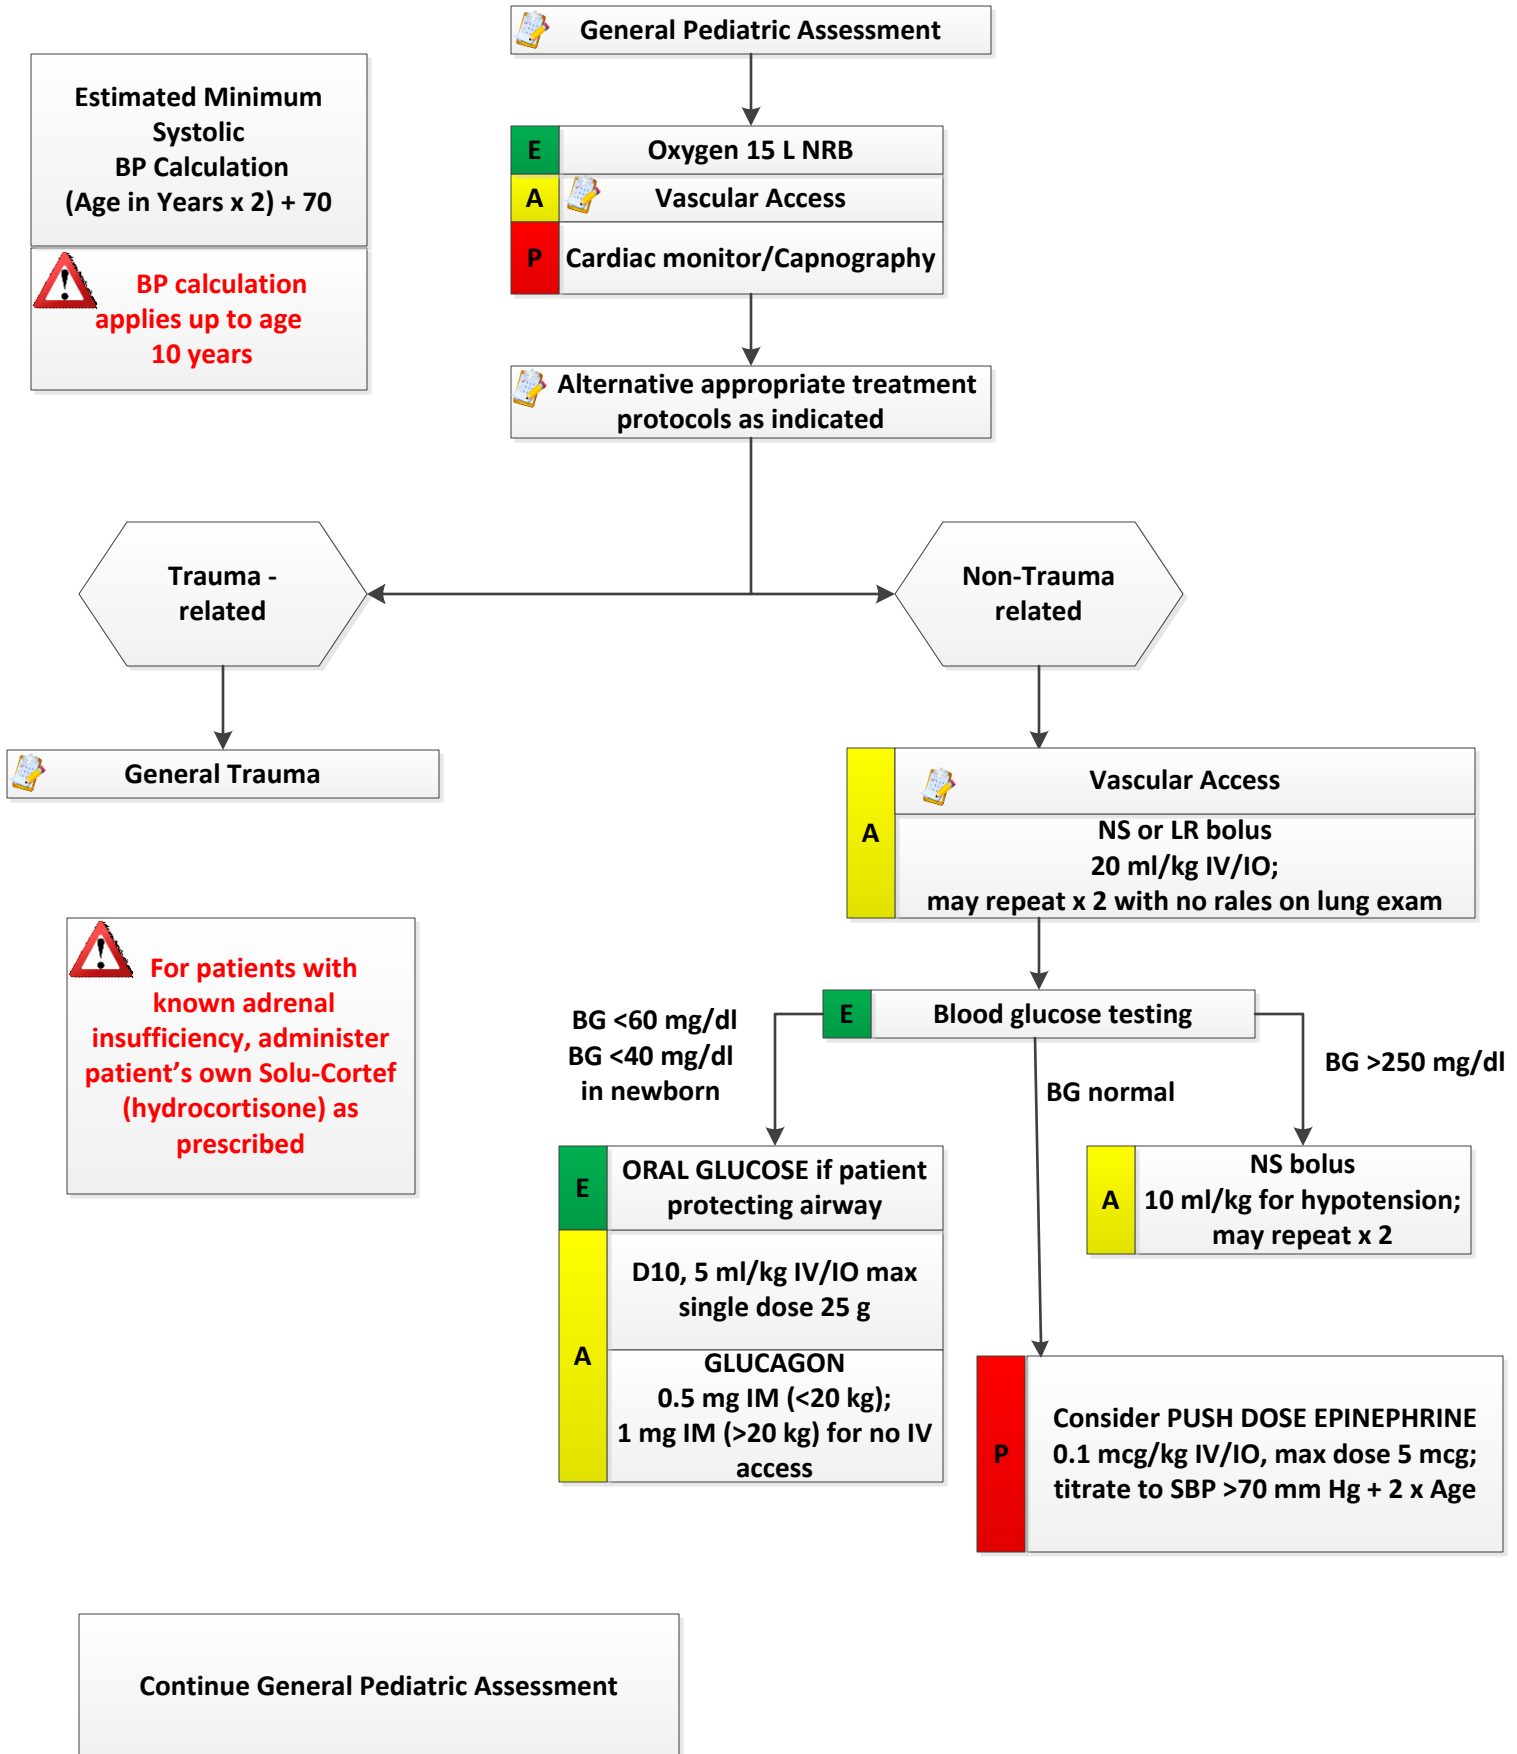 General Pediatric Assessment
Estimated Minimum
Systolic
BP Calculation
(Age in Years x 2) + 70
BP calculation
applies up to age
10 years
E
Oxygen 15 L NRB
A
Vascular Access
P
Cardiac monitor/Capnography
Alternative appropriate treatment
protocols as indicated
Trauma -
related
Non-Trauma
related
General Trauma
A
Vascular Access
NS or LR bolus
20 ml/kg IV/IO;
may repeat x 2 with no rales on lung exam
For patients with
known adrenal
insufficiency, administer
patient's own Solu-Cortef
(hydrocortisone) as
prescribed
E
Blood glucose testing
BG <60 mg/dl
BG <40 mg/dl
in newborn
BG normal
BG >250 mg/dl
E
ORAL GLUCOSE if patient
protecting airway
A
D10, 5 ml/kg IV/IO max
single dose 25 g
GLUCAGON
0.5 mg IM (<20 kg);
1 mg IM (>20 kg) for no IV
access
A
NS bolus
10 ml/kg for hypotension;
may repeat x 2
P
Consider PUSH DOSE EPINEPHRINE
0.1 mcg/kg IV/IO, max dose 5 mcg;
titrate to SBP >70 mm Hg + 2 x Age
Continue General Pediatric Assessment